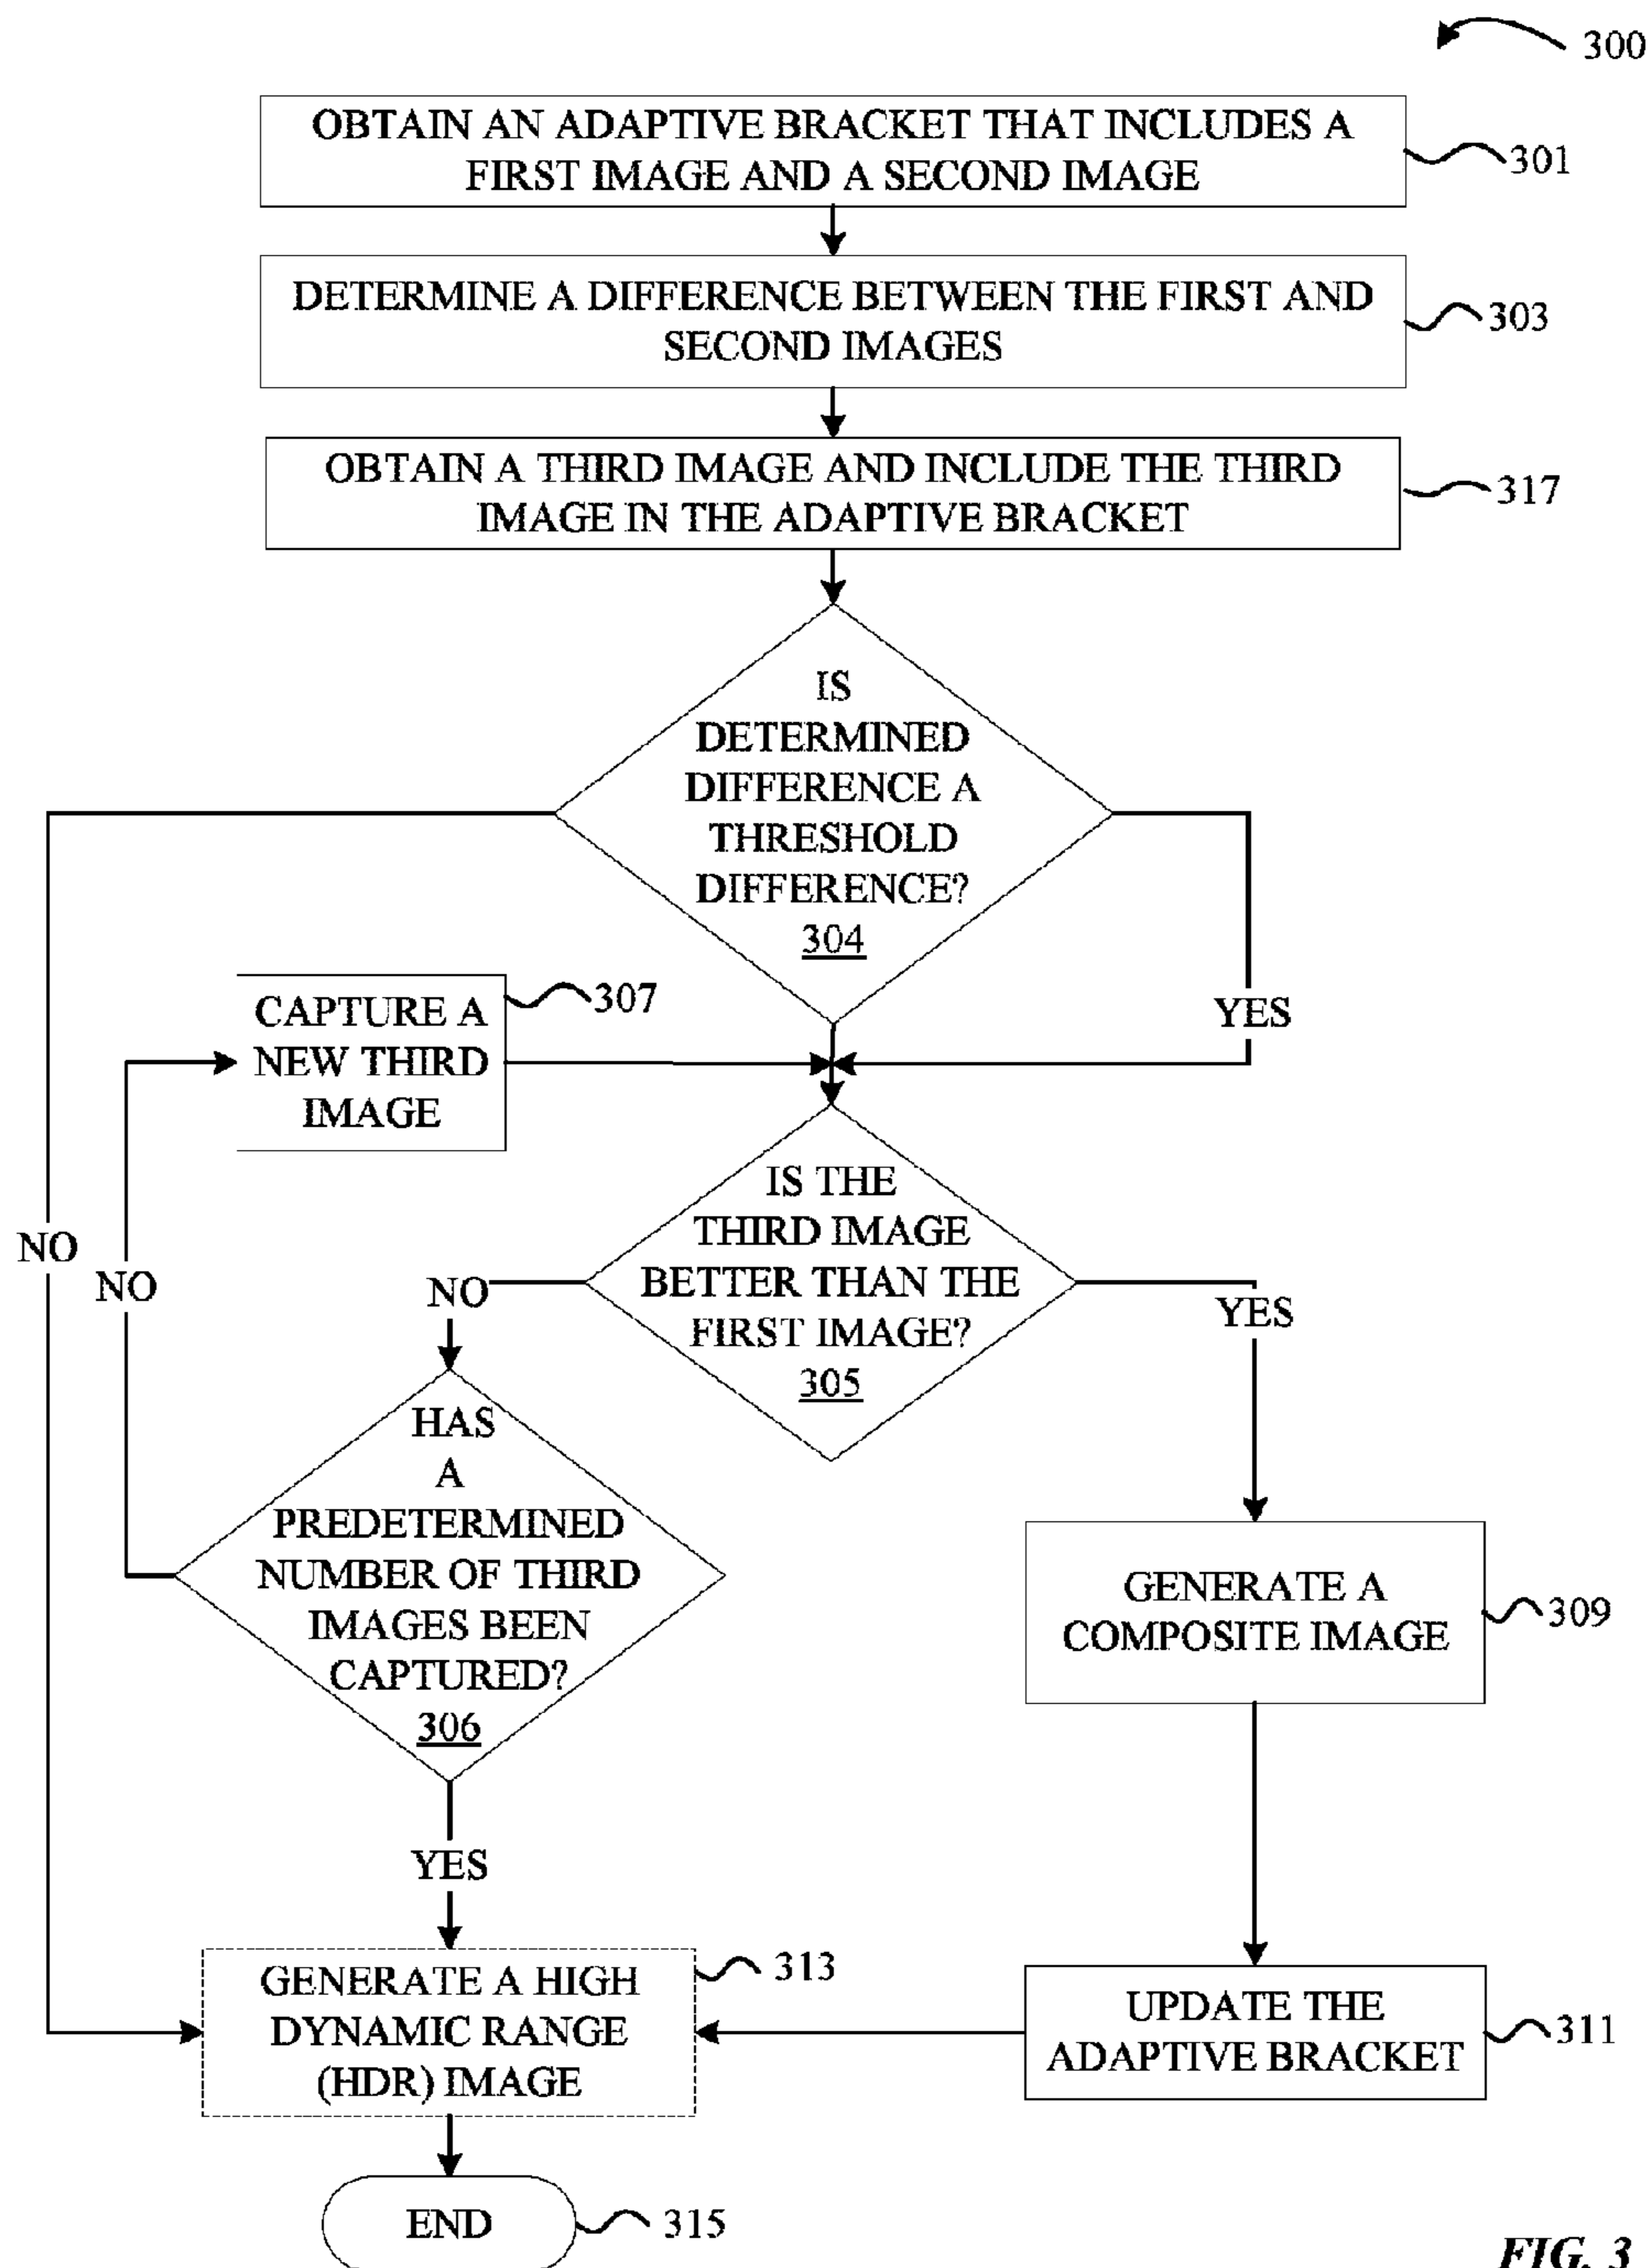 300
OBTAIN AN ADAPTIVE BRACKET THAT INCLUDES A
FIRST IMAGE AND A SECOND IMAGE
301
DETERMINE A DIFFERENCE BETWEEN THE FIRST AND
SECOND IMAGES
303
OBTAIN A THIRD IMAGE AND INCLUDE THE THIRD
IMAGE IN THE ADAPTIVE BRACKET
317
IS
DETERMINED
DIFFERENCE A
THRESHOLD
DIFFERENCE?
304
YES
CAPTURE A
NEW THIRD
IMAGE
307
NO
NO
IS THE
THIRD IMAGE
BETTER THAN THE
FIRST IMAGE?
305
NO
YES
HAS
A
PREDETERMINED
NUMBER OF THIRD
IMAGES BEEN
CAPTURED?
306
GENERATE A
COMPOSITE IMAGE
309
YES
GENERATE A HIGH
DYNAMIC RANGE
(HDR) IMAGE
313
UPDATE THE
ADAPTIVE BRACKET
311
END
315
FIG. 3